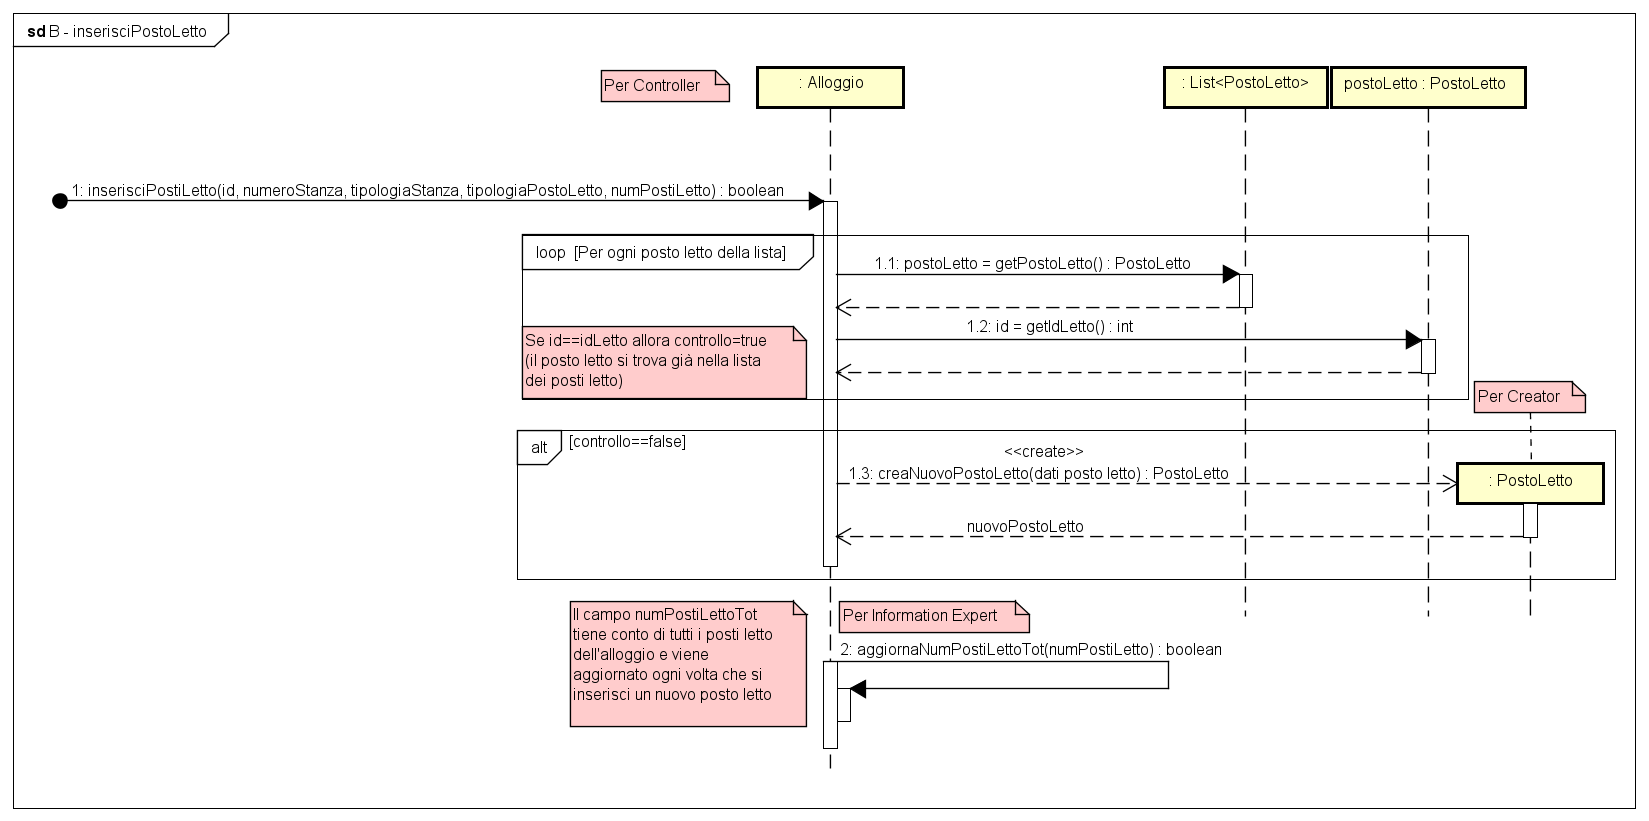 sd B - inserisciPostoLetto
Per Controller
: Alloggio
: List<PostoLetto>
postoLetto : PostoLetto
1: inserisciPostiLetto(id, numeroStanza, tipologiaStanza, tipologiaPostoLetto, numPostiLetto) : boolean
loop [Per ogni posto letto della lista]
1.1: postoLetto = getPostoLetto() : PostoLetto
1.2: id = getIdLetto() : int
Se id==idLetto allora controllo=true
(il posto letto si trova già nella lista
dei posti letto)
Per Creator
alt [controllo==false]
<<create>>
1.3: creaNuovoPostoLetto(dati posto letto) : PostoLetto
: PostoLetto
nuovoPostoLetto
Il campo numPostiLettoTot
tiene conto di tutti i posti letto
dell'alloggio e viene
aggiornato ogni volta che si
inserisci un nuovo posto letto
Per Information Expert
2: aggiornaNumPostiLettoTot(numPostiLetto) : boolean